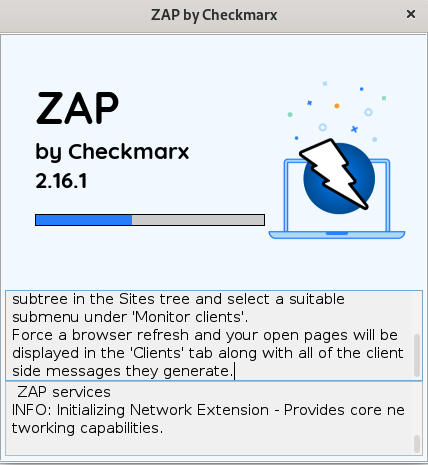 ZAP by Checkmarx
ZAP
by Checkmarx
2.16.1
subtree in the Sites tree and select a suitable
submenu under 'Monitor clients'.
Force a browser refresh and your open pages will be
displayed in the 'Clients' tab along with all of the client
side messages they generate.
ZAP services
INFO: Initializing Network Extension - Provides core ne
tworking capabilities.